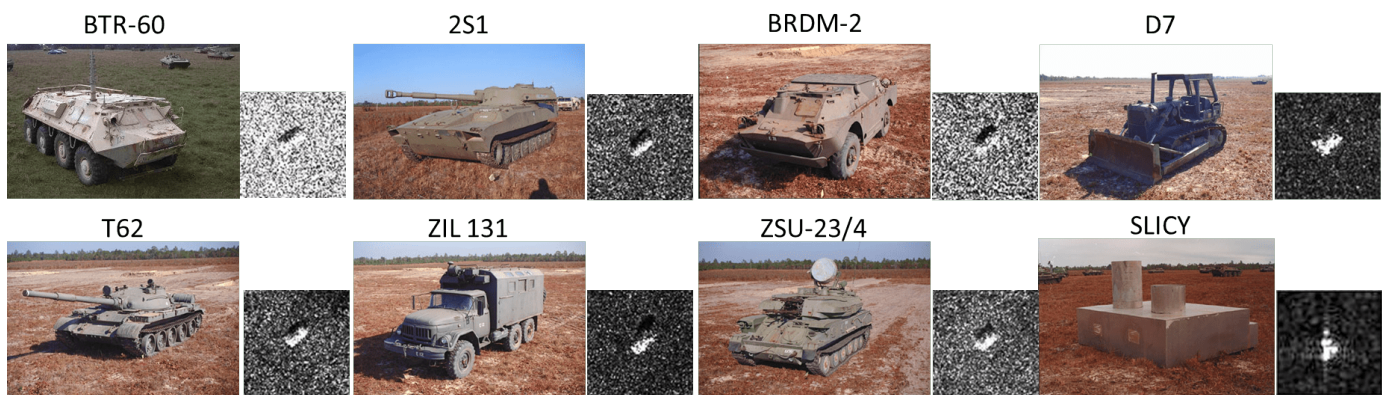 BTR-60
2S1
BRDM-2
D7
T62
ZIL 131
ZSU-23/4
SLICY